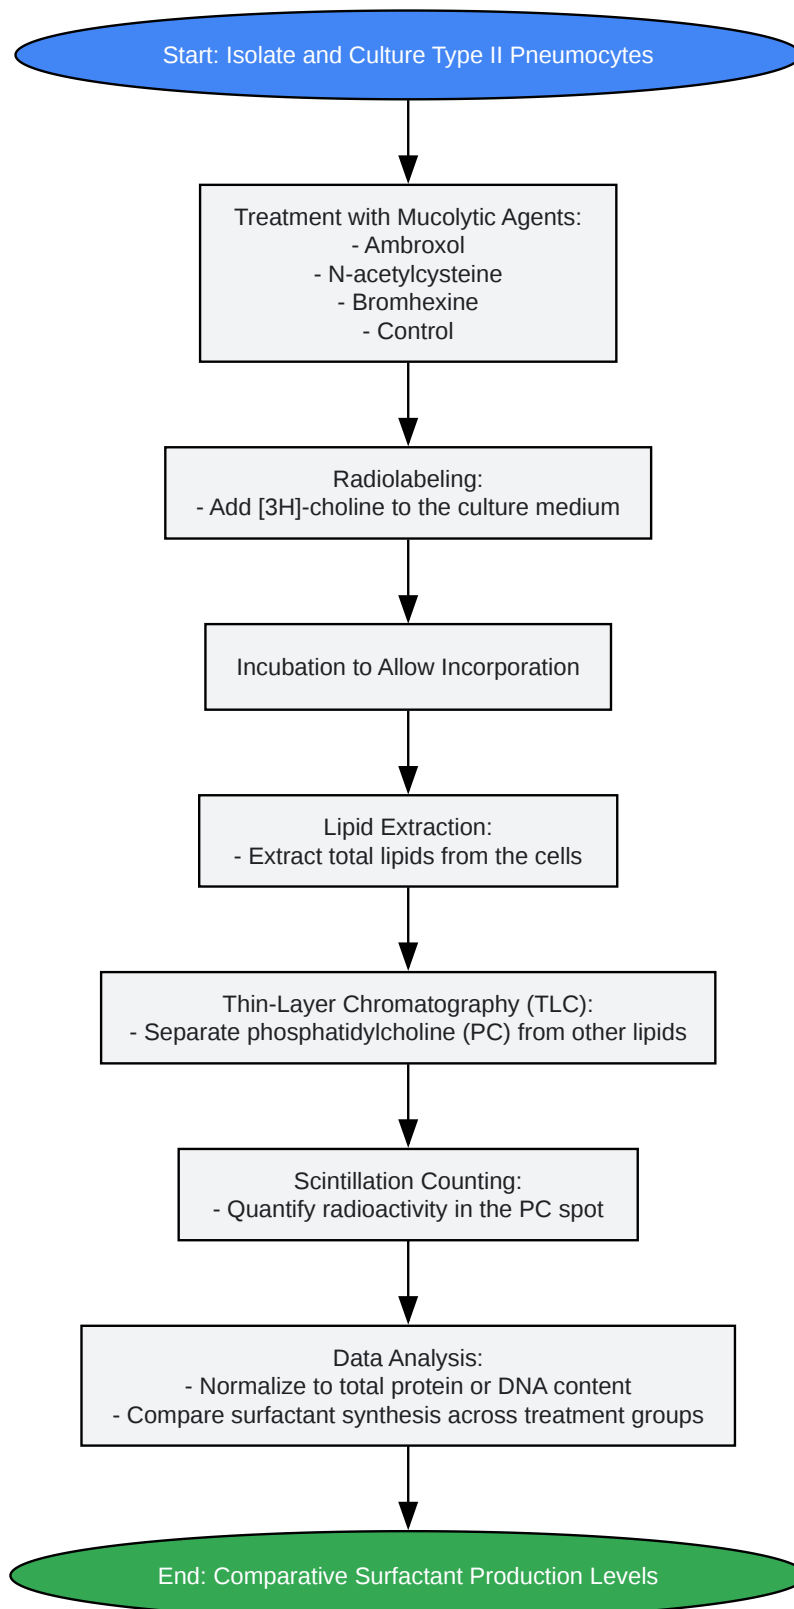 Start: Isolate and Culture Type II Pneumocytes
Treatment with Mucolytic Agents:
- Ambroxol
- N-acetylcysteine
- Bromhexine
- Control
Radiolabeling:
- Add [3H]-choline to the culture medium
Incubation to Allow Incorporation
Lipid Extraction:
- Extract total lipids from the cells
Thin-Layer Chromatography (TLC):
- Separate phosphatidylcholine (PC) from other lipids
Scintillation Counting:
- Quantify radioactivity in the PC spot
Data Analysis:
- Normalize to total protein or DNA content
- Compare surfactant synthesis across treatment groups
End: Comparative Surfactant Production Levels